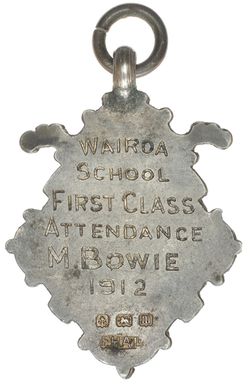 WAIROA
SCHOOL
FIRST CLASS
ATTENDANCE
M. BOWIE
1912